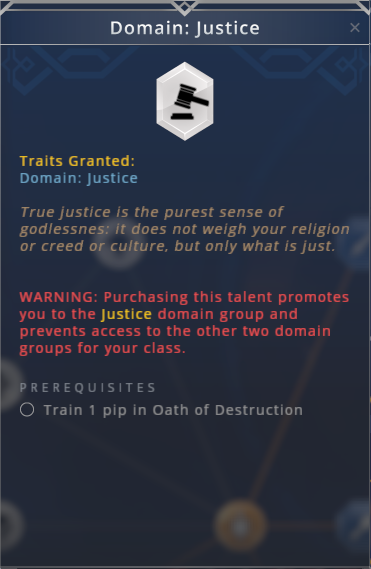 Domain: Justice
Traits Granted:
Domain: Justice
True justice is the purest sense of
godlessnes: it does not weigh your religion
or creed or culture, but only what is just.
WARNING: Purchasing this talent promotes
you to the Justice domain group and
prevents access to the other two domain
groups for your class.
PREREQUISITES
Train 1 pip in Oath of Destruction